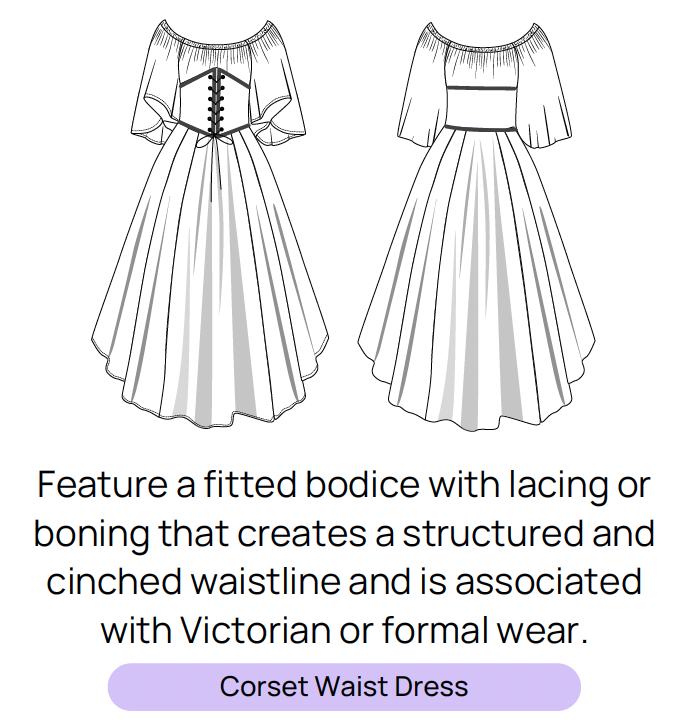 Feature a fitted bodice with lacing or
boning that creates a structured and
cinched waistline and is associated
with Victorian or formal wear.
Corset Waist Dress